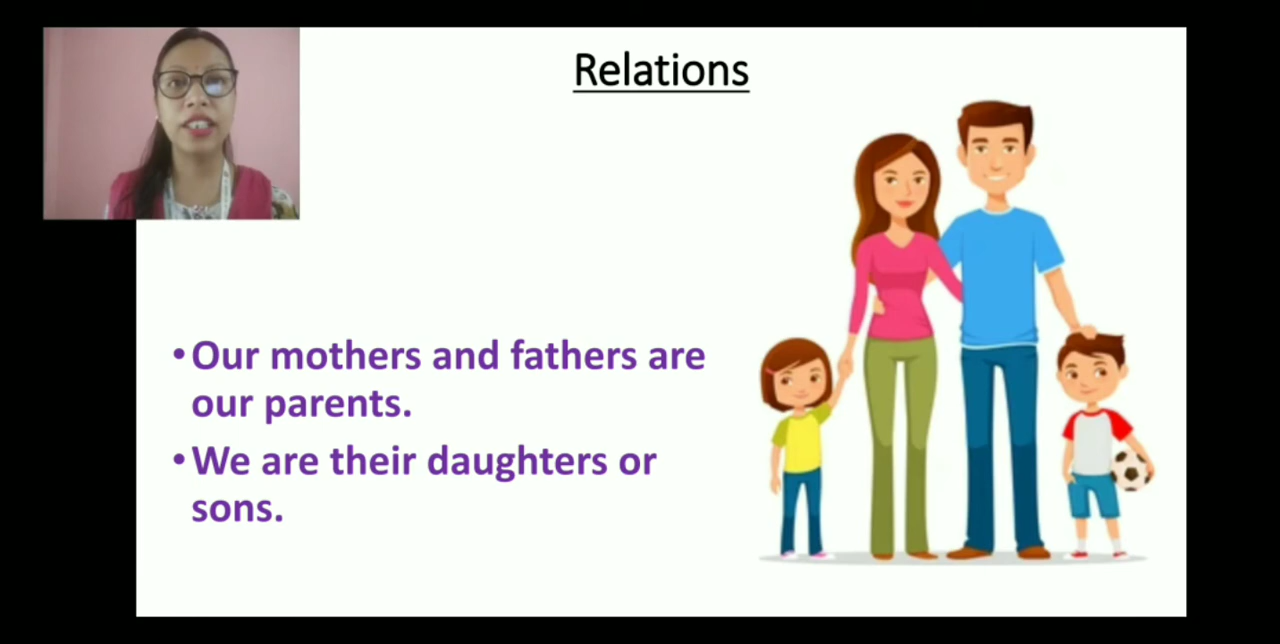 Relations
•Our mothers and fathers are
our parents.
•We are their daughters or
sons.